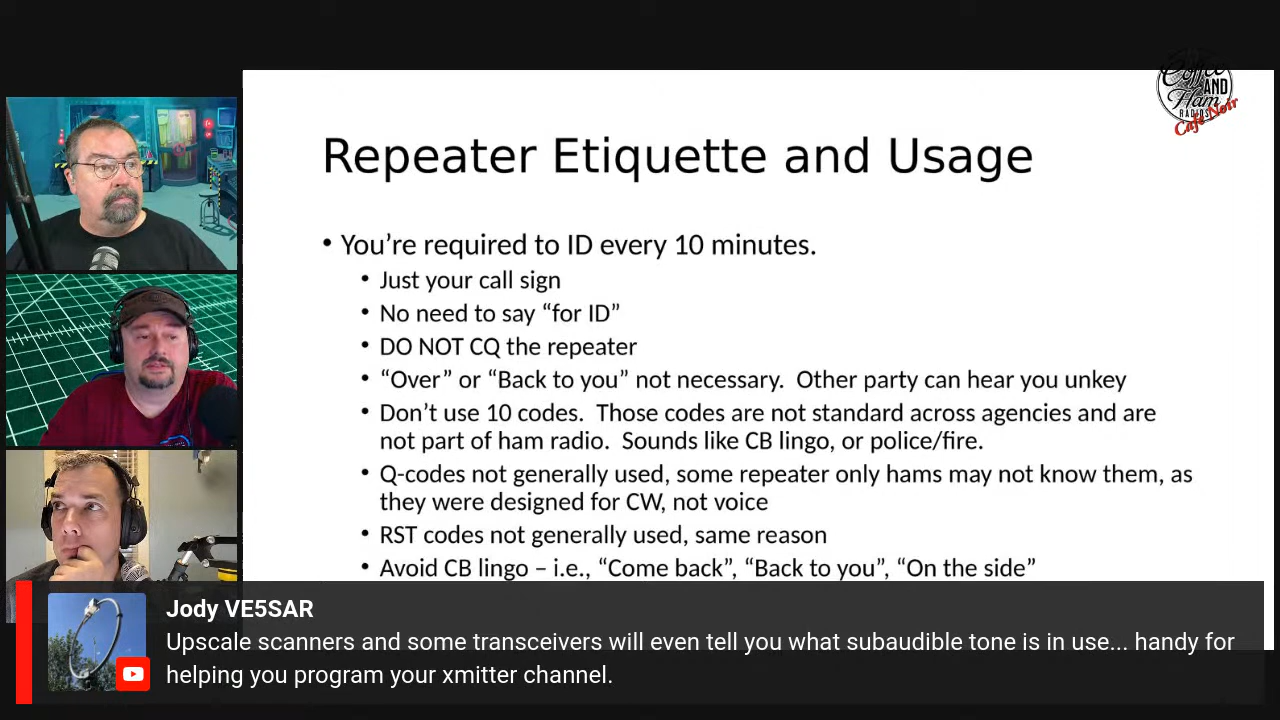 Coffee
AND
Ham
RADIOS
Café Noir
Repeater Etiquette and Usage
• You’re required to ID every 10 minutes.
• Just your call sign
• No need to say “for ID”
• DO NOT CQ the repeater
• “Over” or “Back to you” not necessary.  Other party can hear you unkey
• Don’t use 10 codes.  Those codes are not standard across agencies and are
not part of ham radio.  Sounds like CB lingo, or police/fire.
• Q-codes not generally used, some repeater only hams may not know them, as
they were designed for CW, not voice
• RST codes not generally used, same reason
• Avoid CB lingo – i.e., “Come back”, “Back to you”, “On the side”
Jody VE5SAR
Upscale scanners and some transceivers will even tell you what subaudible tone is in use... handy for
helping you program your xmitter channel.